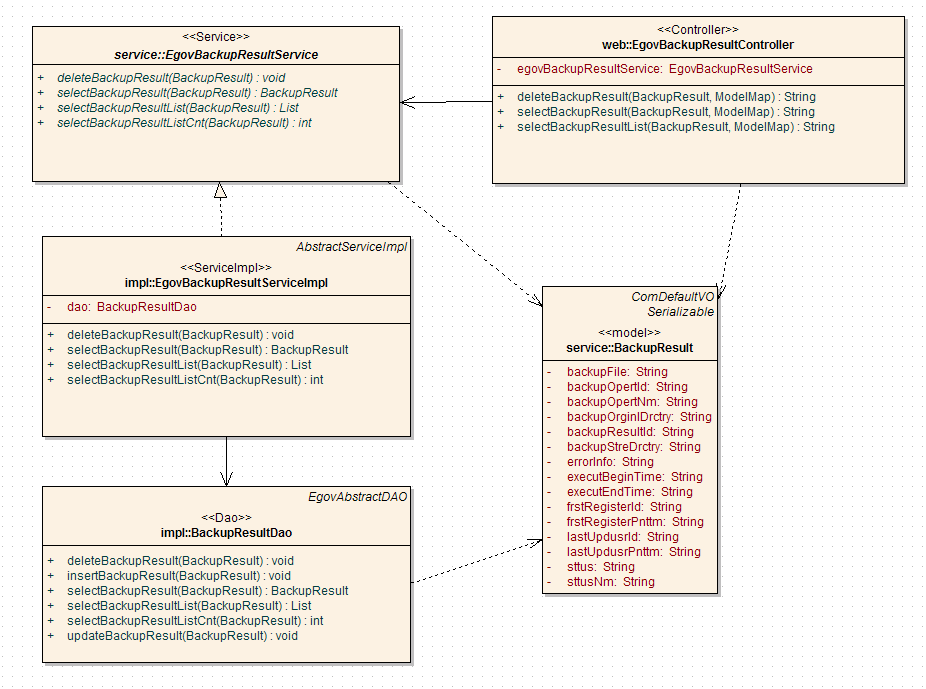 <<Service>>
service::EgovBackupResultService
+ deleteBackupResult(BackupResult) : void
+ selectBackupResult(BackupResult) : BackupResult
+ selectBackupResultList(BackupResult) : List
+ selectBackupResultListCnt(BackupResult) : int
<<Controller>>
web::EgovBackupResultController
- egovBackupResultService: EgovBackupResultService
+ deleteBackupResult(BackupResult, ModelMap) : String
+ selectBackupResult(BackupResult, ModelMap) : String
+ selectBackupResultList(BackupResult, ModelMap) : String
AbstractServiceImpl
<<ServiceImpl>>
impl::EgovBackupResultServiceImpl
- dao: BackupResultDao
+ deleteBackupResult(BackupResult) : void
+ selectBackupResult(BackupResult) : BackupResult
+ selectBackupResultList(BackupResult) : List
+ selectBackupResultListCnt(BackupResult) : int
ComDefaultVO
Serializable
<<model>>
service::BackupResult
- backupFile: String
- backupOpertId: String
- backupOpertNm: String
- backupOrginlDrctry: String
- backupResultId: String
- backupStreDrctry: String
- errorInfo: String
- executBeginTime: String
- executEndTime: String
- frstRegisterId: String
- frstRegisterPnttm: String
- lastUpdusrId: String
- lastUpdusrPnttm: String
- sttus: String
- sttusNm: String
EgovAbstractDAO
<<Dao>>
impl::BackupResultDao
+ deleteBackupResult(BackupResult) : void
+ insertBackupResult(BackupResult) : void
+ selectBackupResult(BackupResult) : BackupResult
+ selectBackupResultList(BackupResult) : List
+ selectBackupResultListCnt(BackupResult) : int
+ updateBackupResult(BackupResult) : void